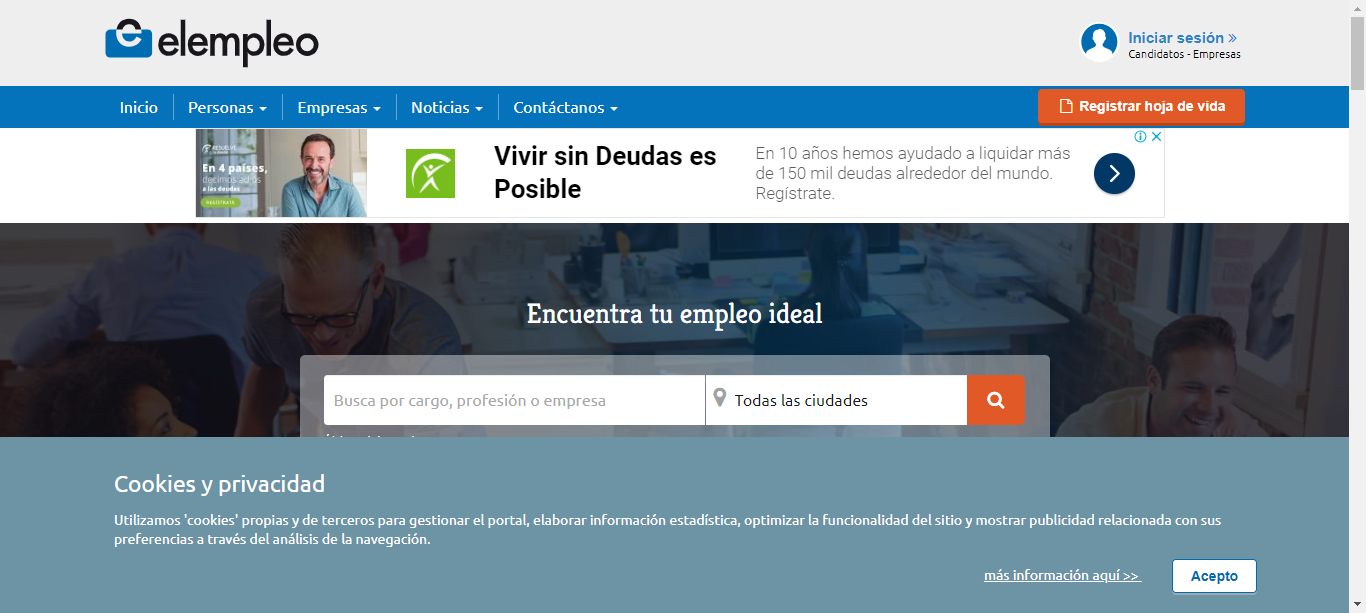 elempleo
Iniciar sesión »
Candidatos - Empresas
Inicio
Personas
Empresas
Noticias
Contáctanos
Registrar hoja de vida
En 4 países,
decimos adiós
a las deudas
REGÍSTRATE
Vivir sin Deudas es
Posible
En 10 años hemos ayudado a liquidar más
de 150 mil deudas alrededor del mundo.
Regístrate.
Encuentra tu empleo ideal
Busca por cargo, profesión o empresa
Todas las ciudades
Cookies y privacidad
Utilizamos 'cookies' propias y de terceros para gestionar el portal, elaborar información estadística, optimizar la funcionalidad del sitio y mostrar publicidad relacionada con sus
preferencias a través del análisis de la navegación.
más información aquí >>
Acepto